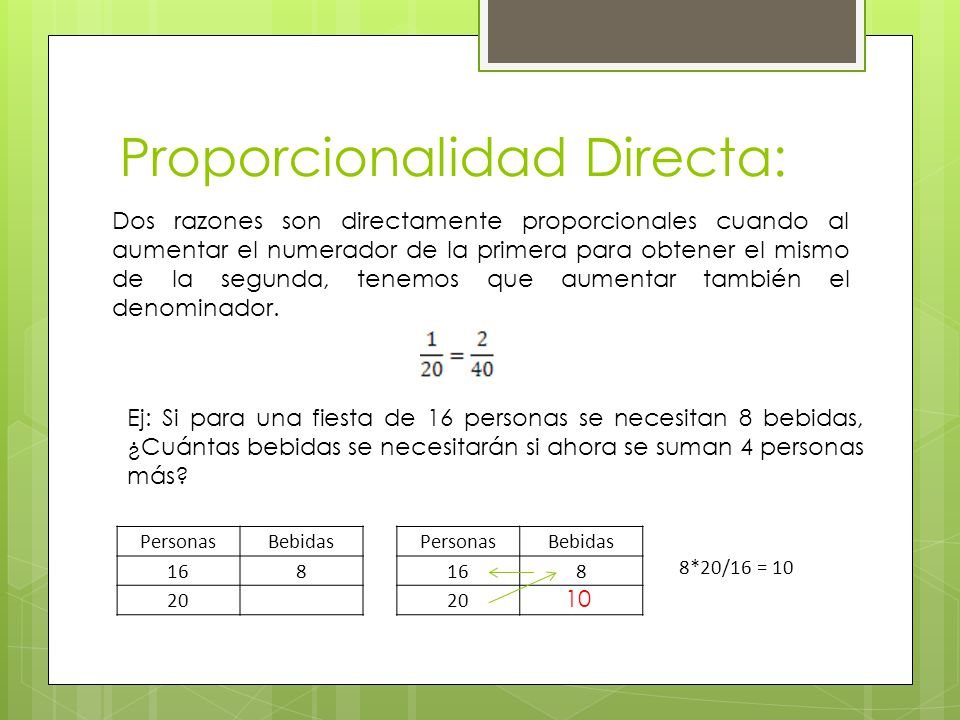 Proporcionalidad Directa:
Dos razones son directamente proporcionales cuando al
aumentar el numerador de la primera para obtener el mismo
de la segunda, tenemos que aumentar también el
denominador.
1/20 = 2/40
Ej: Si para una fiesta de 16 personas se necesitan 8 bebidas,
¿Cuántas bebidas se necesitarán si ahora se suman 4 personas
más?
Personas Bebidas
16 8
20
Personas Bebidas
16 8
20 10
8*20/16 = 10